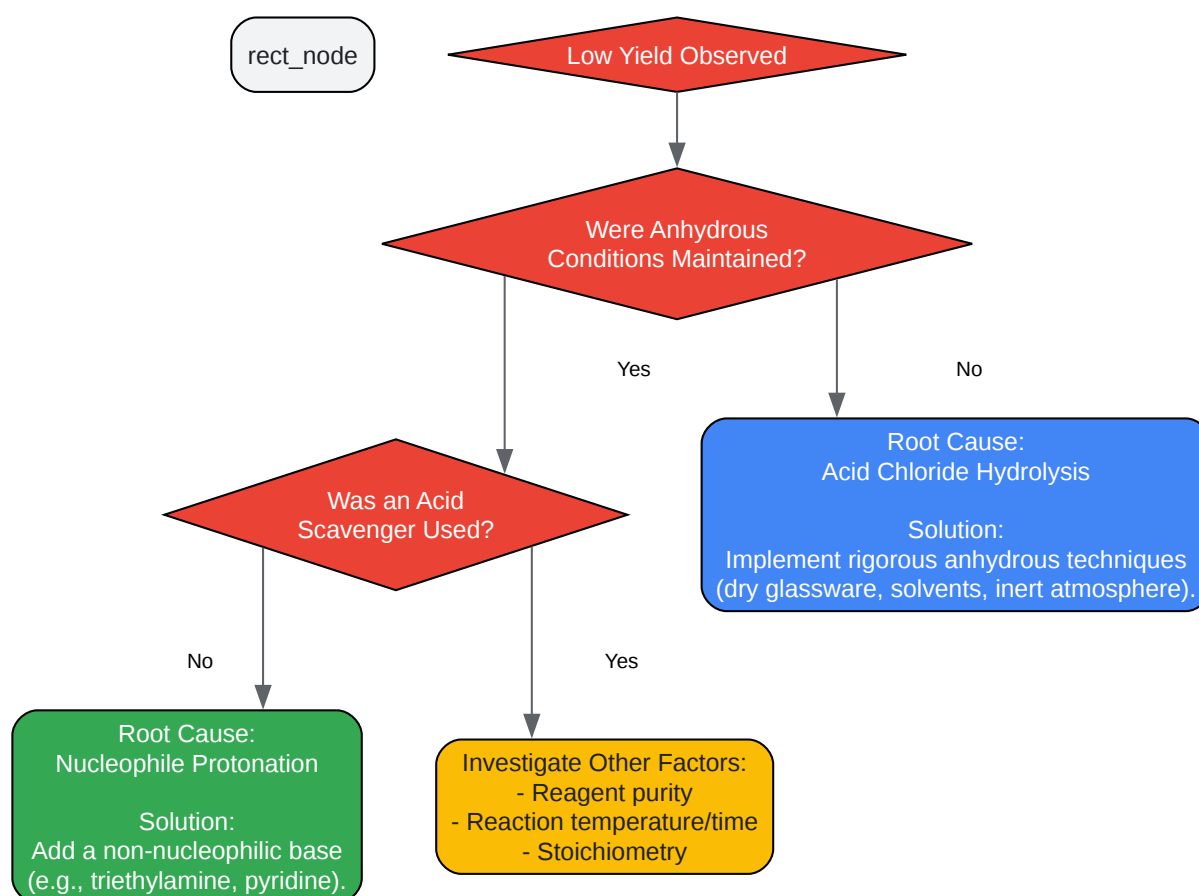 rect_node
Low Yield Observed
Were Anhydrous
Conditions Maintained?
Yes
No
Root Cause:
Acid Chloride Hydrolysis
Solution:
Implement rigorous anhydrous techniques
(dry glassware, solvents, inert atmosphere).
Was an Acid
Scavenger Used?
No
Yes
Root Cause:
Nucleophile Protonation
Solution:
Add a non-nucleophilic base
(e.g., triethylamine, pyridine).
Investigate Other Factors:
- Reagent purity
- Reaction temperature/time
- Stoichiometry